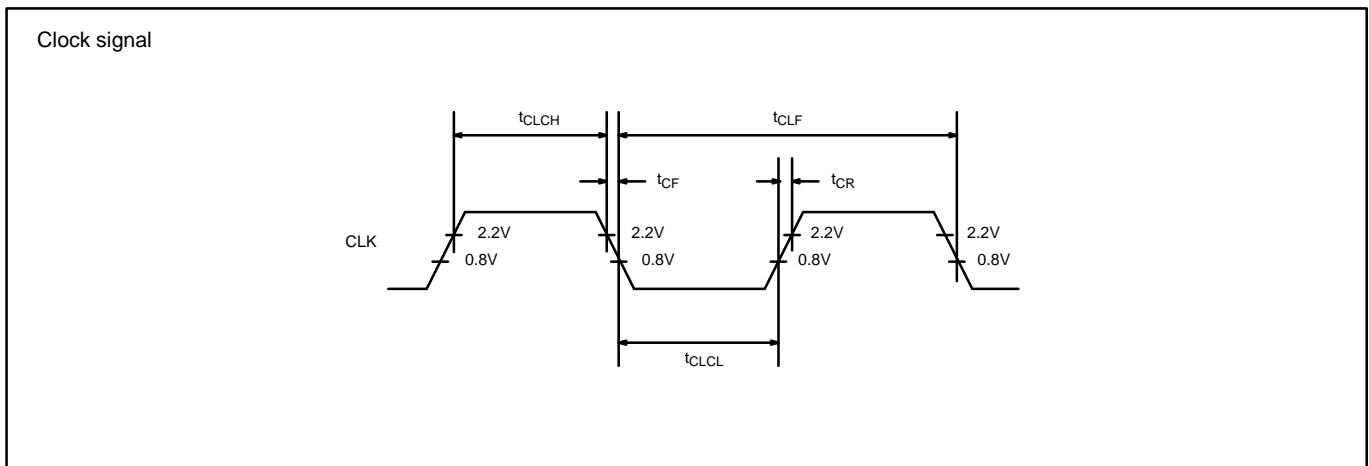 Clock signal
tCLCH
tCLF
tCF
tCR
CLK
2.2V
2.2V
2.2V
2.2V
0.8V
0.8V
0.8V
0.8V
tCLCL